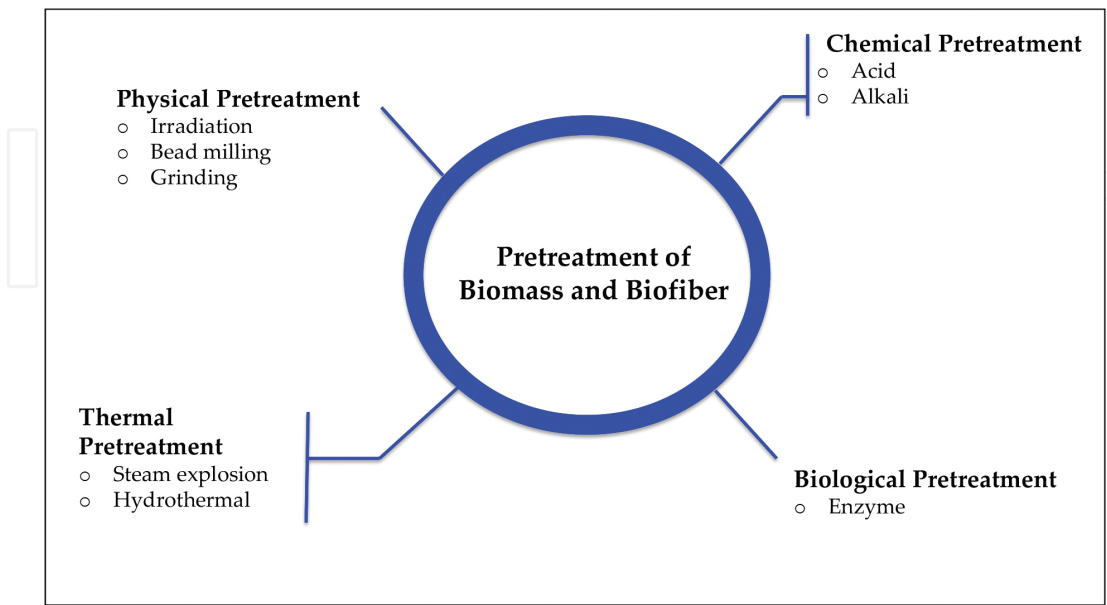 Physical Pretreatment
o Irradiation
o Bead milling
o Grinding
Chemical Pretreatment
o Acid
o Alkali
Pretreatment of
Biomass and Biofiber
Thermal
Pretreatment
o Steam explosion
o Hydrothermal
Biological Pretreatment
o Enzyme